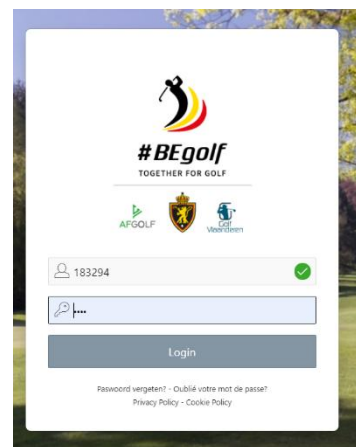 #BEgolf
TOGETHER FOR GOLF
AFGOLF
Golf Vlaanderen
183294
....
Login
Paswoord vergeten? - Oublié votre mot de passe?
Privacy Policy - Cookie Policy